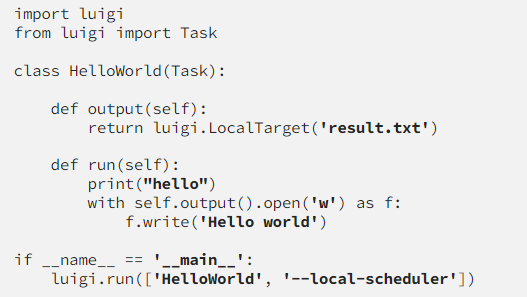 import luigi
from luigi import Task

class HelloWorld(Task):

    def output(self):
        return luigi.LocalTarget('result.txt')

    def run(self):
        print("hello")
        with self.output().open('w') as f:
            f.write('Hello world')

if __name__ == '__main__':
    luigi.run(['HelloWorld', '--local-scheduler'])